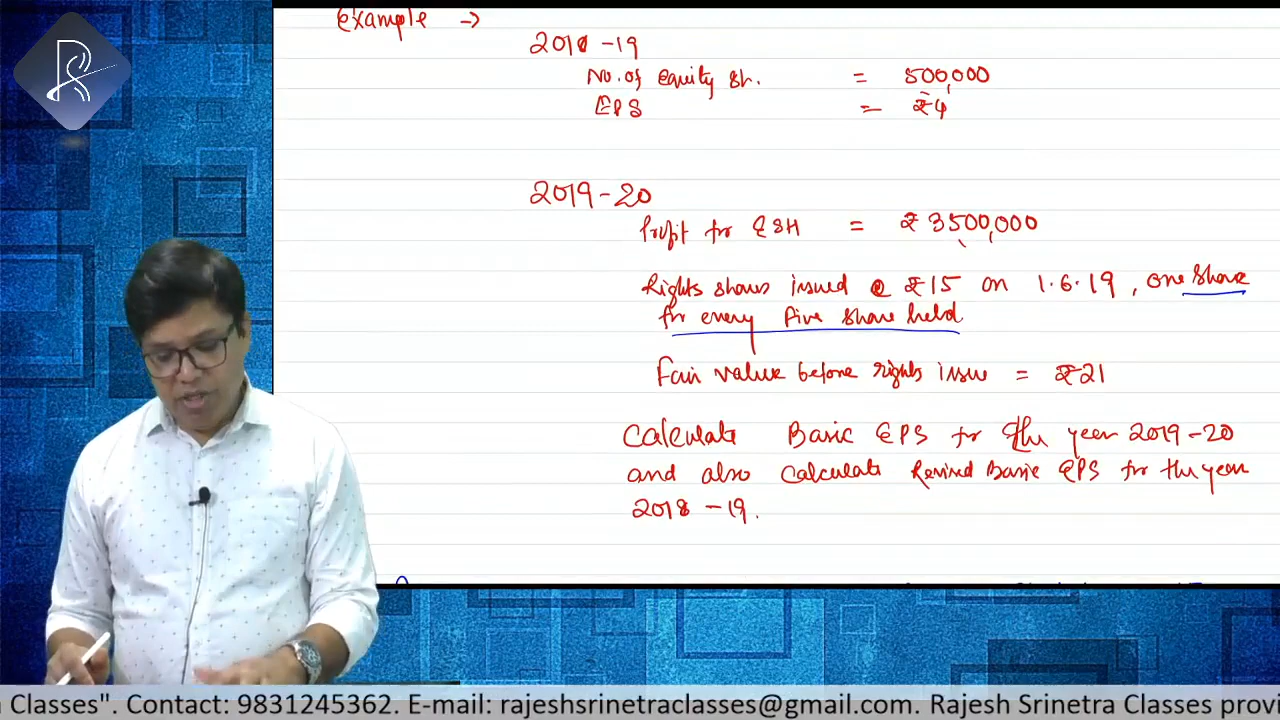 Example →
2018-19
No. of equity sh. = 500,000
EPS = ₹4
2019-20
Profit for ESH = ₹3500,000
Rights shares issued @ ₹15 on 1.6.19, one share
for every five share held
Fair value before rights issue = ₹21
Calculate Basic EPS for the year 2019-20
and also calculate Revised Basic EPS for the year
2018-19.
Classes". Contact: 9831245362. E-mail: rajeshsrinetraclasses@gmail.com. Rajesh Srinetra Classes provi